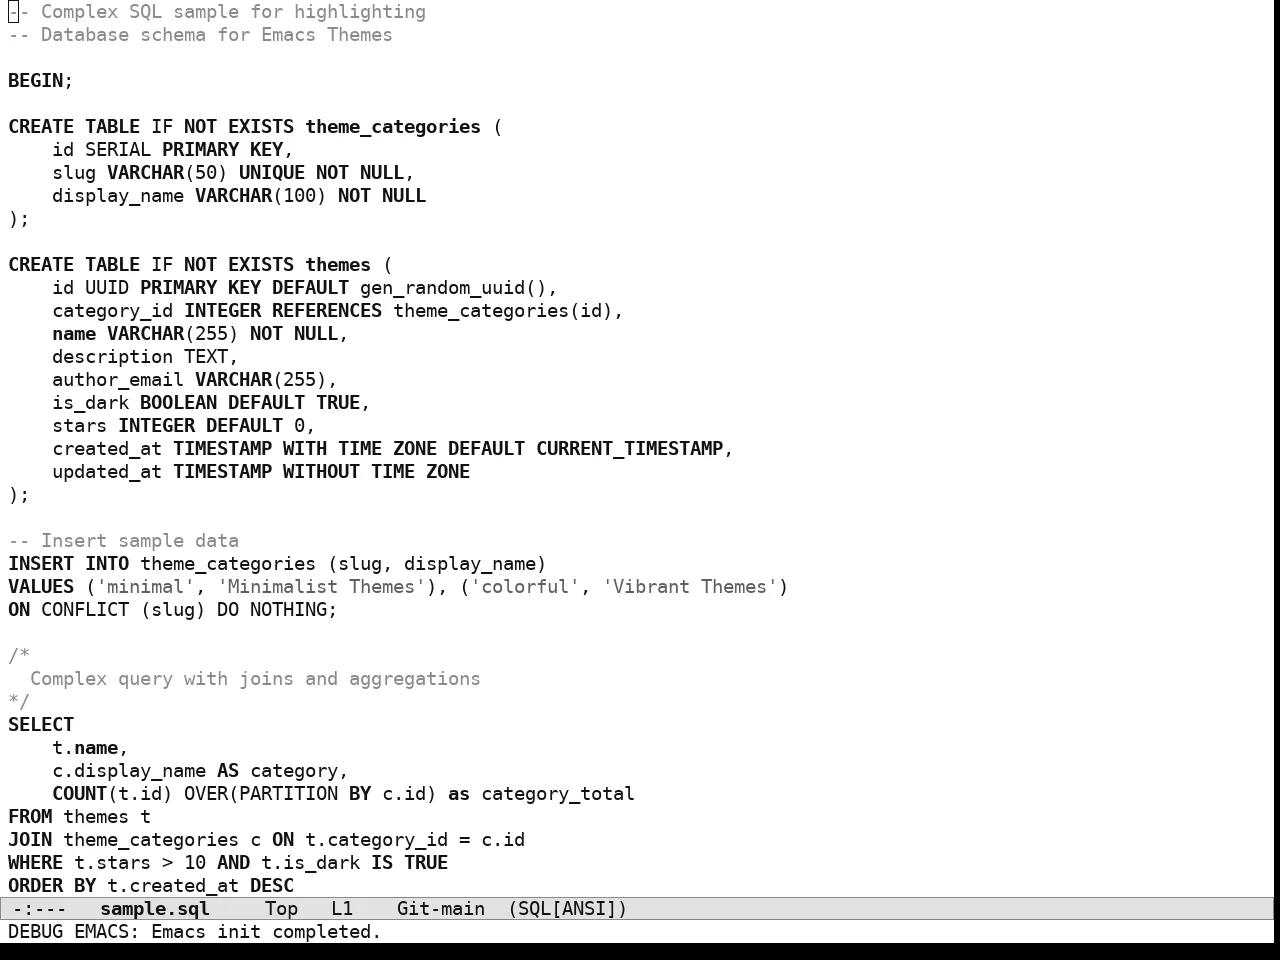 -- Complex SQL sample for highlighting
-- Database schema for Emacs Themes

BEGIN;

CREATE TABLE IF NOT EXISTS theme_categories (
    id SERIAL PRIMARY KEY,
    slug VARCHAR(50) UNIQUE NOT NULL,
    display_name VARCHAR(100) NOT NULL
);

CREATE TABLE IF NOT EXISTS themes (
    id UUID PRIMARY KEY DEFAULT gen_random_uuid(),
    category_id INTEGER REFERENCES theme_categories(id),
    name VARCHAR(255) NOT NULL,
    description TEXT,
    author_email VARCHAR(255),
    is_dark BOOLEAN DEFAULT TRUE,
    stars INTEGER DEFAULT 0,
    created_at TIMESTAMP WITH TIME ZONE DEFAULT CURRENT_TIMESTAMP,
    updated_at TIMESTAMP WITHOUT TIME ZONE
);

-- Insert sample data
INSERT INTO theme_categories (slug, display_name)
VALUES ('minimal', 'Minimalist Themes'), ('colorful', 'Vibrant Themes')
ON CONFLICT (slug) DO NOTHING;

/*
  Complex query with joins and aggregations
*/
SELECT
    t.name,
    c.display_name AS category,
    COUNT(t.id) OVER(PARTITION BY c.id) as category_total
FROM themes t
JOIN theme_categories c ON t.category_id = c.id
WHERE t.stars > 10 AND t.is_dark IS TRUE
ORDER BY t.created_at DESC
-:---   sample.sql     Top   L1    Git-main  (SQL[ANSI])
DEBUG EMACS: Emacs init completed.